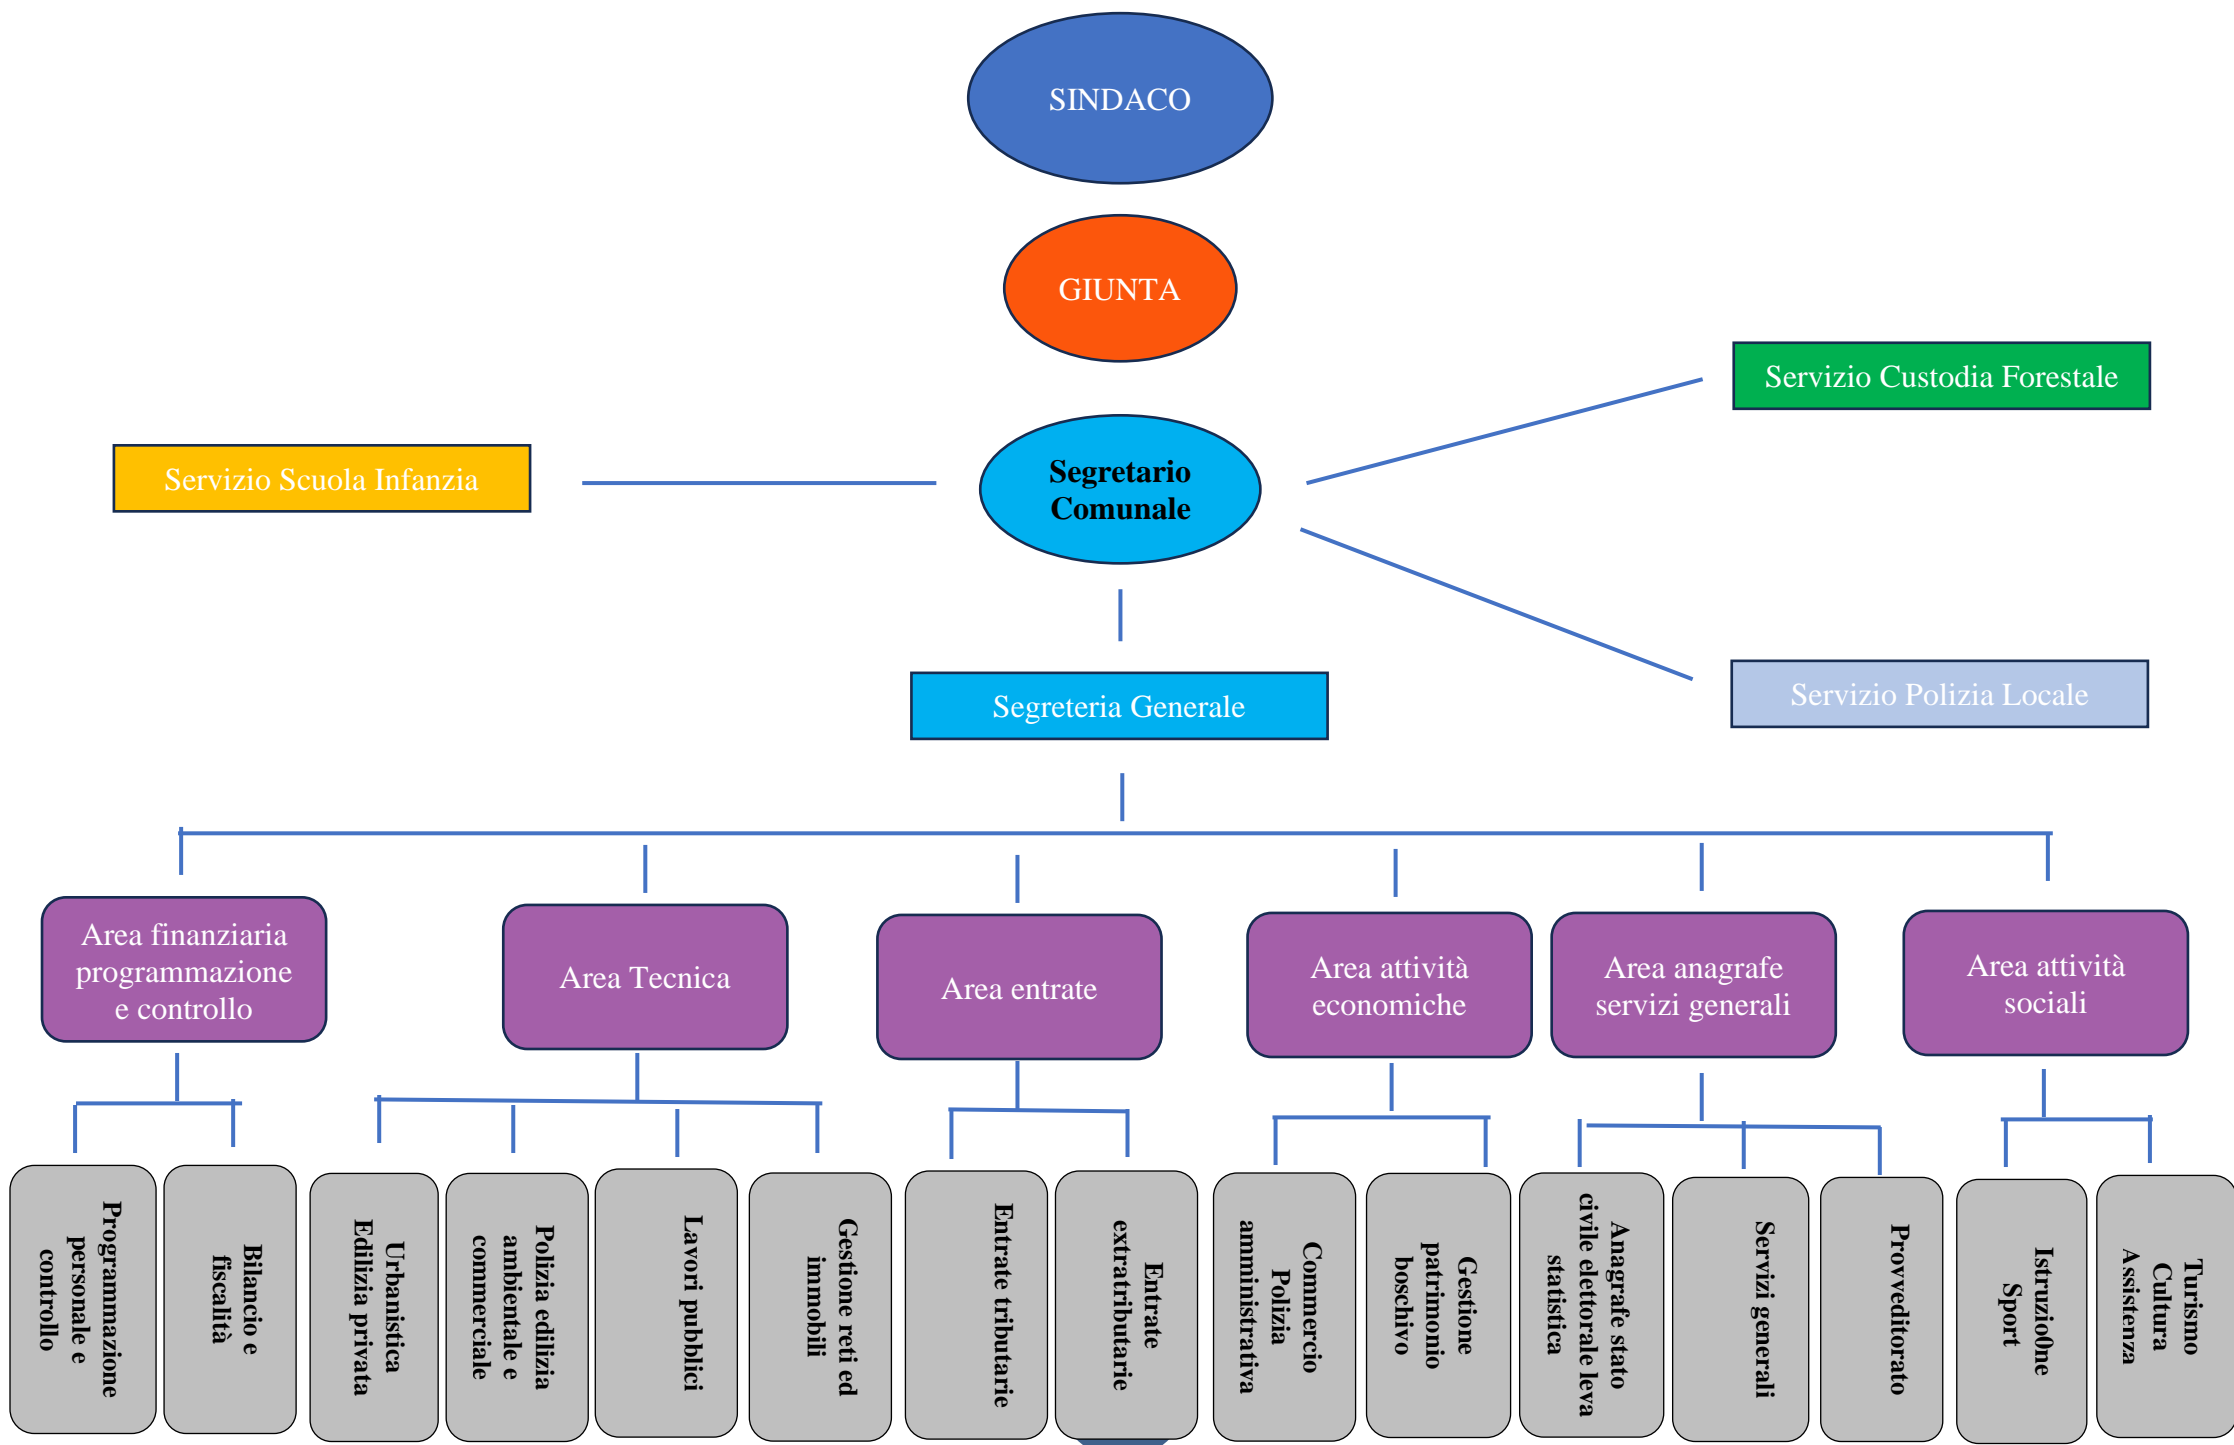 SINDACO
GIUNTA
Servizio Custodia Forestale
Servizio Scuola Infanzia
Segretario
Comunale
Servizio Polizia Locale
Segreteria Generale
Area finanziaria
programmazione
e controllo
Area Tecnica
Area entrate
Area attività
economiche
Area anagrafe
servizi generali
Area attività
sociali
Programmazione
personale e
controllo
Bilancio e
fiscalità
Urbanistica
Edilizia privata
Polizia edilizia
ambientale e
commerciale
Lavori pubblici
Gestione reti ed
immobili
Entrate tributarie
Entrate
extratributarie
Commercio
Polizia
amministrativa
Gestione
patrimonio
boschivo
Anagrafe stato
civile elettorale leva
statistica
Servizi generali
Provveditorato
Istruzio0ne
Sport
Turismo
Cultura
Assistenza